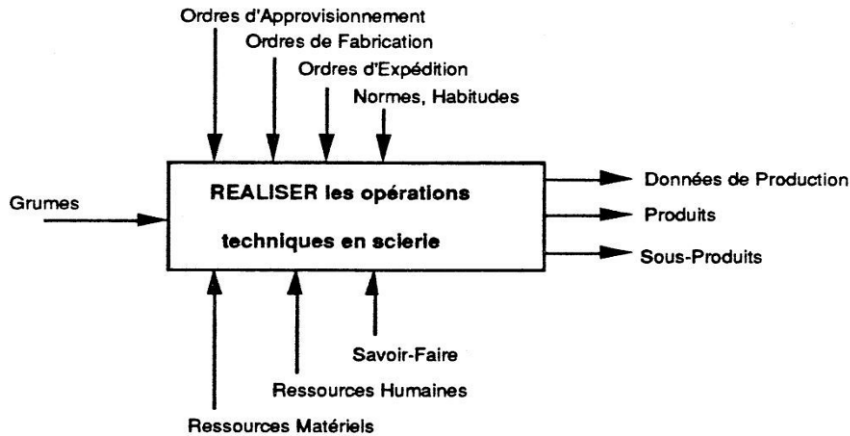 Ordres d'Approvisionnement
Ordres de Fabrication
Ordres d'Expédition
Normes, Habitudes
REALISER les opérations
techniques en scierie
Grumes
Données de Production
Produits
Sous-Produits
Savoir-Faire
Ressources Humaines
Ressources Matériels